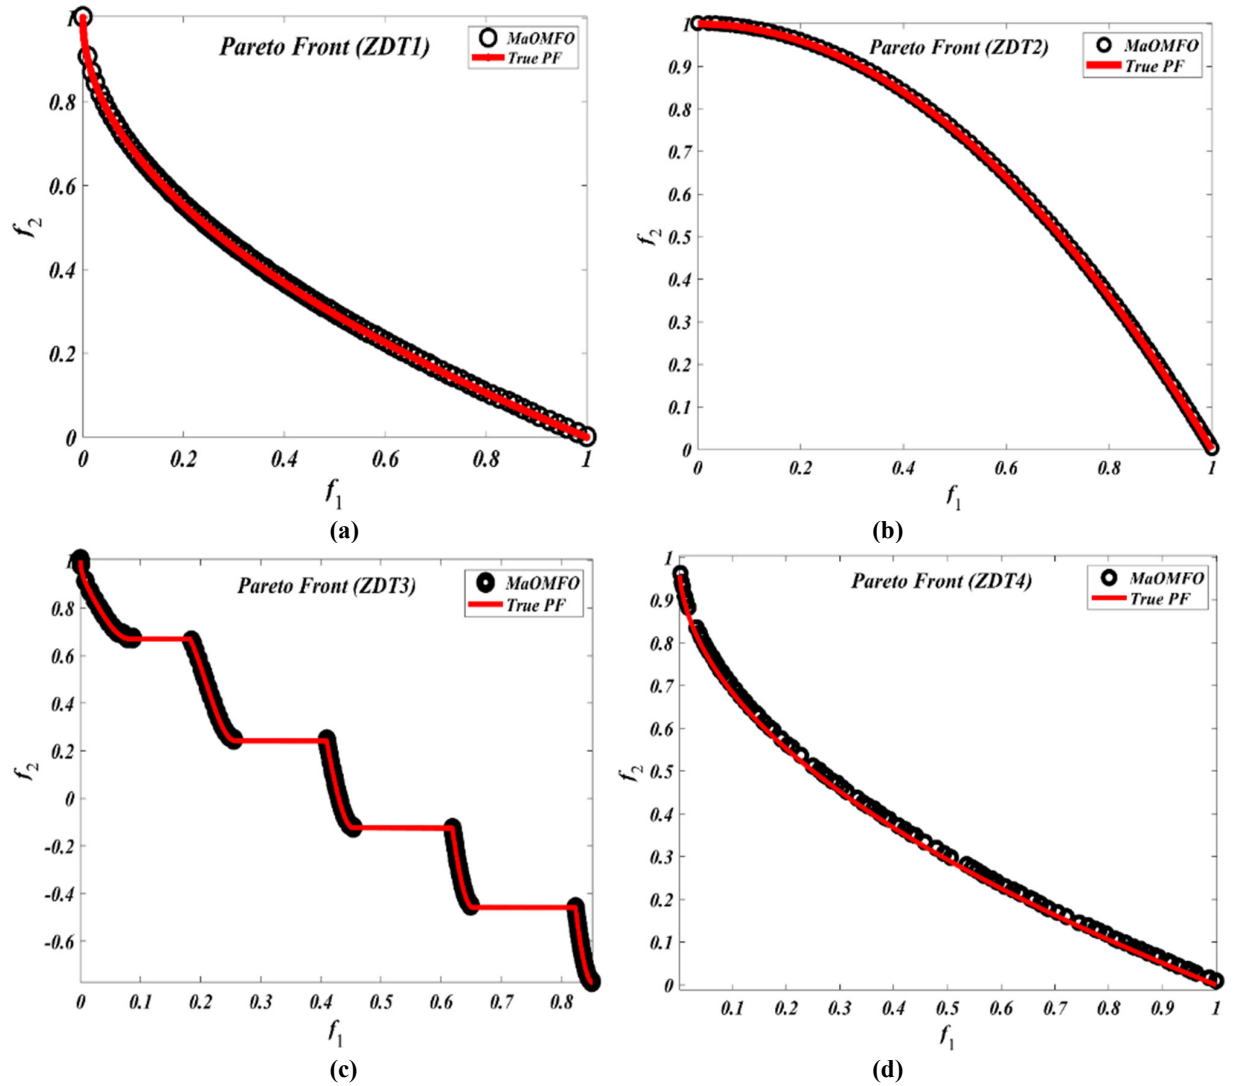 Pareto Front (ZDT1)
MaOMFO
True PF
1
0.8
0.6
0.4
0.2
0
f2
0 0.2 0.4 0.6 0.8 1
f1
(a)
Pareto Front (ZDT2)
MaOMFO
True PF
1
0.9
0.8
0.7
0.6
0.5
0.4
0.3
0.2
0.1
0
f2
0 0.2 0.4 0.6 0.8 1
f1
(b)
Pareto Front (ZDT3)
MaOMFO
True PF
1
0.8
0.6
0.4
0.2
0
-0.2
-0.4
-0.6
f2
0 0.1 0.2 0.3 0.4 0.5 0.6 0.7 0.8
f1
(c)
Pareto Front (ZDT4)
MaOMFO
True PF
1
0.9
0.8
0.7
0.6
0.5
0.4
0.3
0.2
0.1
0
f2
0.1 0.2 0.3 0.4 0.5 0.6 0.7 0.8 0.9 1
f1
(d)